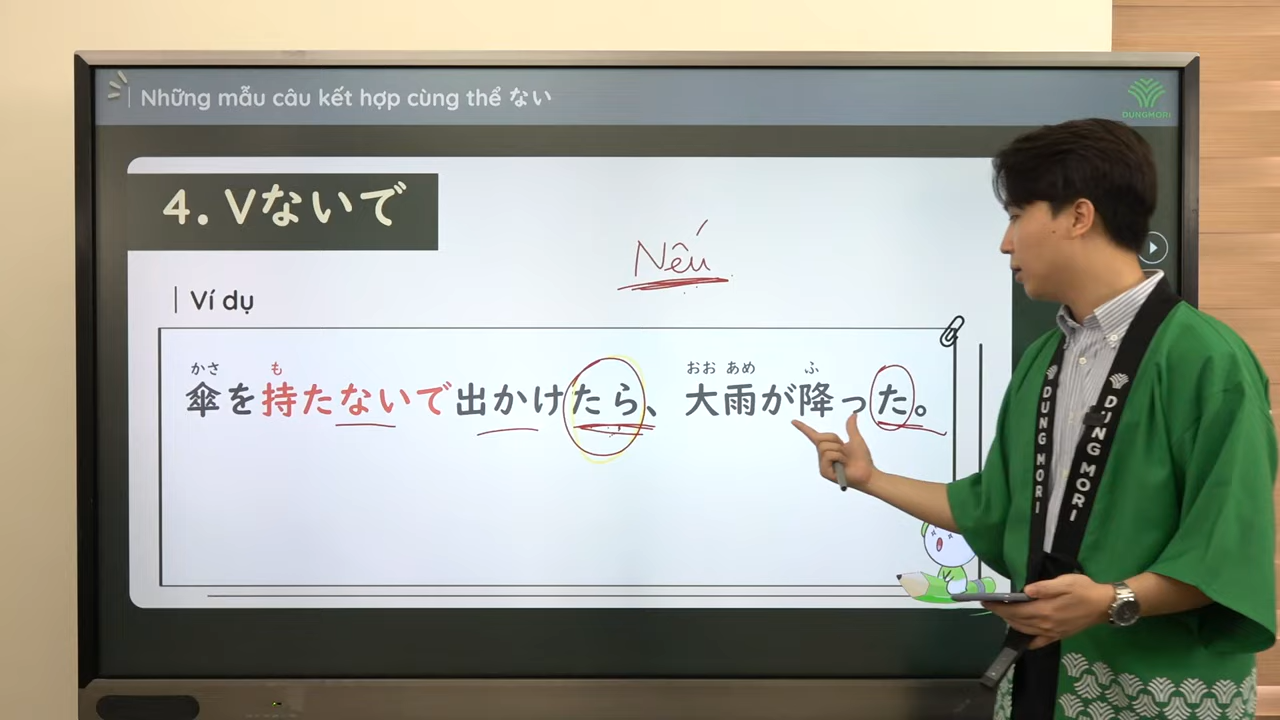 Những mẫu câu kết hợp cùng thể ない
DUNGMORI
4. Vないで
Nếu
Ví dụ
かさ も おお あめ ふ
傘を持たないで出かけたら、大雨が降った。
DUNG MORI
DUNG MORI